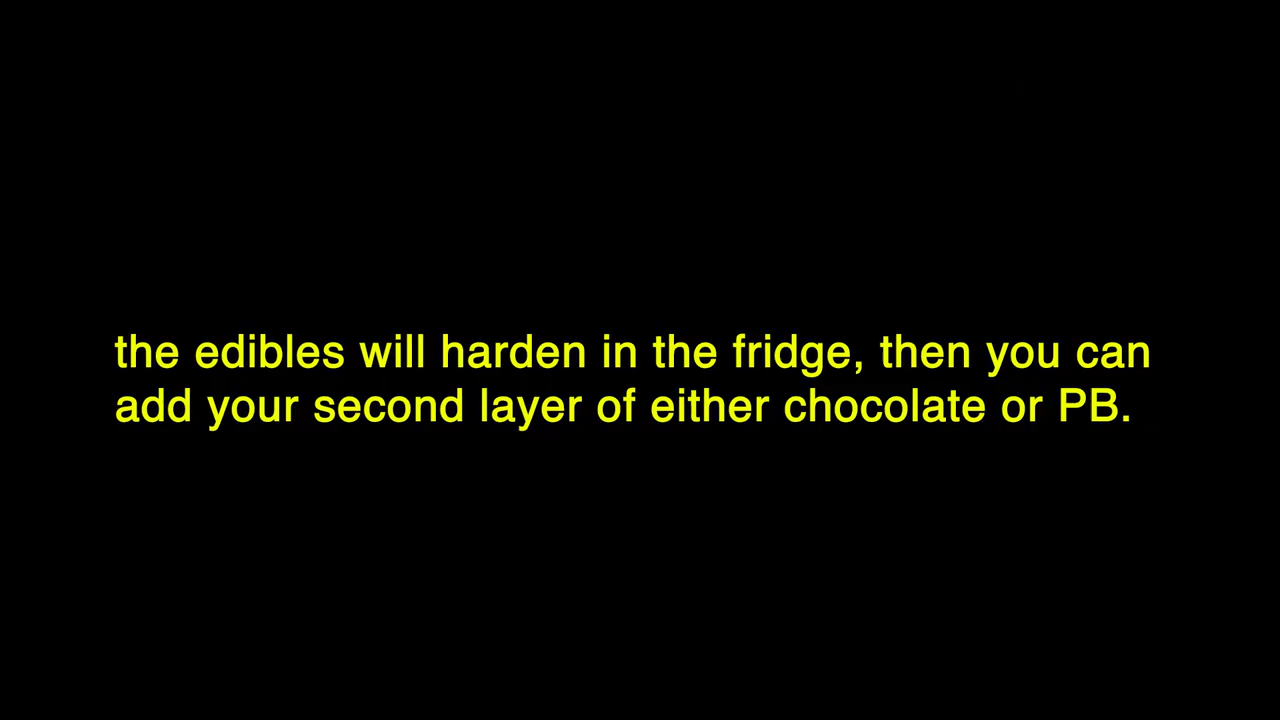 the edibles will harden in the fridge, then you can
add your second layer of either chocolate or PB.